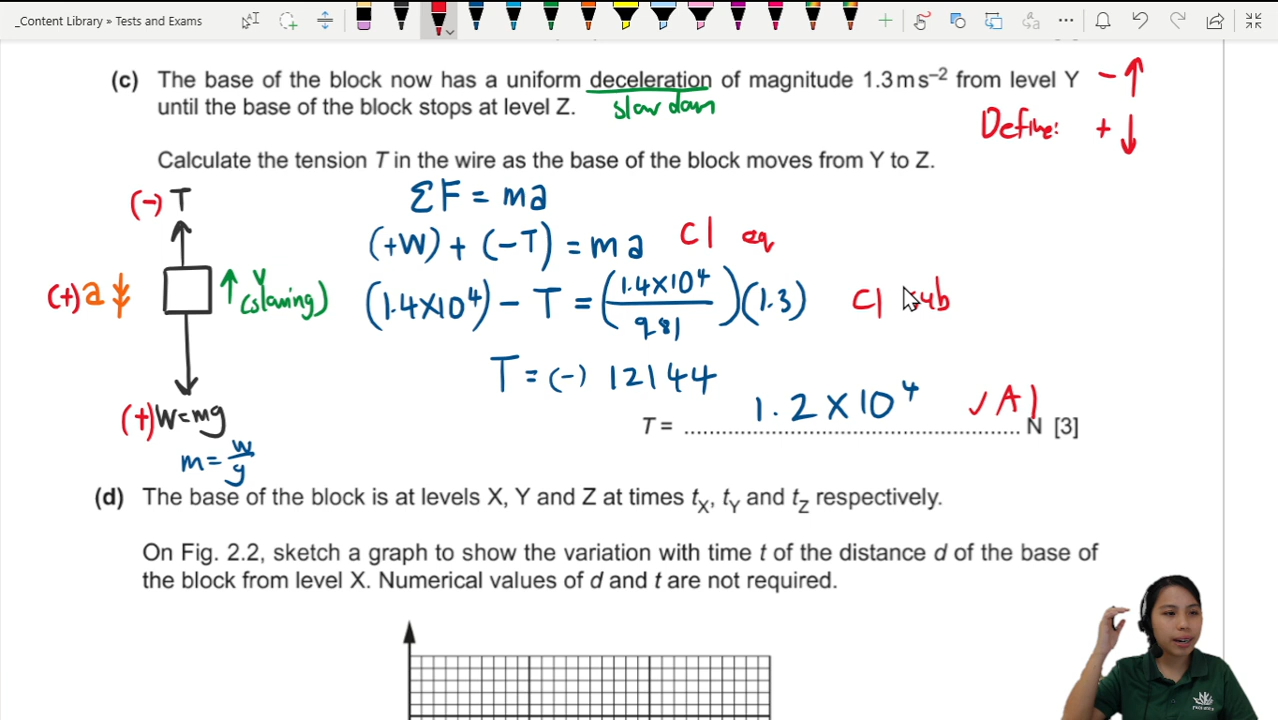 _Content Library » Tests and Exams
(c) The base of the block now has a uniform deceleration of magnitude 1.3 m s⁻² from level Y – ↑
until the base of the block stops at level Z. slow down Define: + ↓
Calculate the tension T in the wire as the base of the block moves from Y to Z.
(-) T
ΣF = ma
(+W) + (-T) = ma C1 eq
(+) a ↓ ↑ v (slowing)
(1.4×10⁴) - T = (1.4×10⁴ / 9.81)(1.3) C1 sub
T = (-) 12144
(+) W=mg
T = 1.2 × 10⁴ N [3] ✓ A1
m = w/g
(d) The base of the block is at levels X, Y and Z at times tX, tY and tZ respectively.
On Fig. 2.2, sketch a graph to show the variation with time t of the distance d of the base of
the block from level X. Numerical values of d and t are not required.